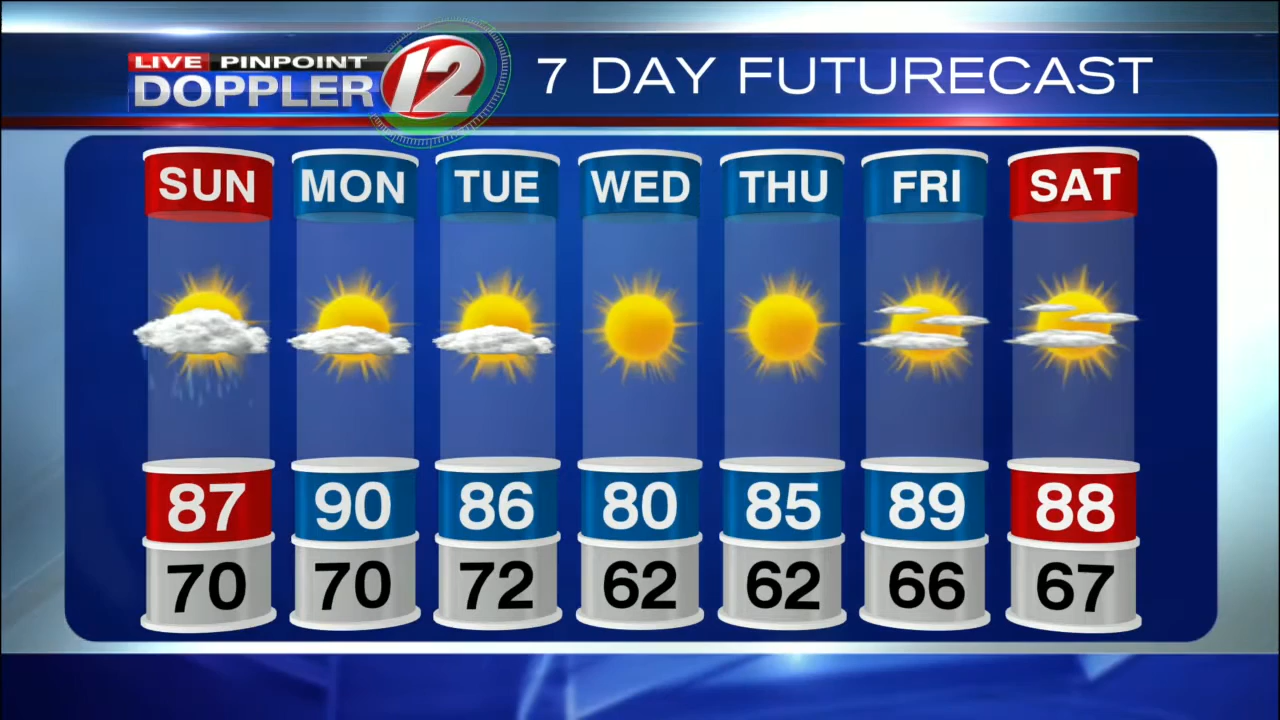 LIVE PINPOINT
DOPPLER 12
7 DAY FUTURECAST
SUN MON TUE WED THU FRI SAT
87 90 86 80 85 89 88
70 70 72 62 62 66 67